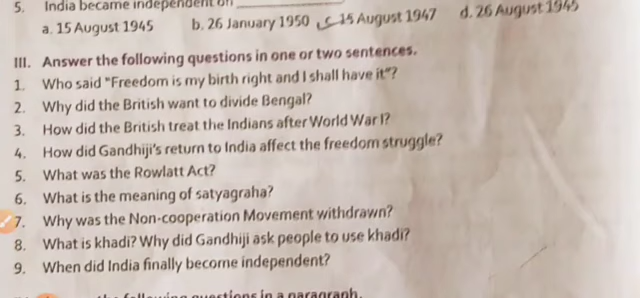 5. India became independent on
a. 15 August 1945 b. 26 January 1950 c. 15 August 1947 d. 26 August 1945
III. Answer the following questions in one or two sentences.
1. Who said "Freedom is my birth right and I shall have it"?
2. Why did the British want to divide Bengal?
3. How did the British treat the Indians after World War I?
4. How did Gandhiji's return to India affect the freedom struggle?
5. What was the Rowlatt Act?
6. What is the meaning of satyagraha?
7. Why was the Non-cooperation Movement withdrawn?
8. What is khadi? Why did Gandhiji ask people to use khadi?
9. When did India finally become independent?
the following questions in a paragraph.